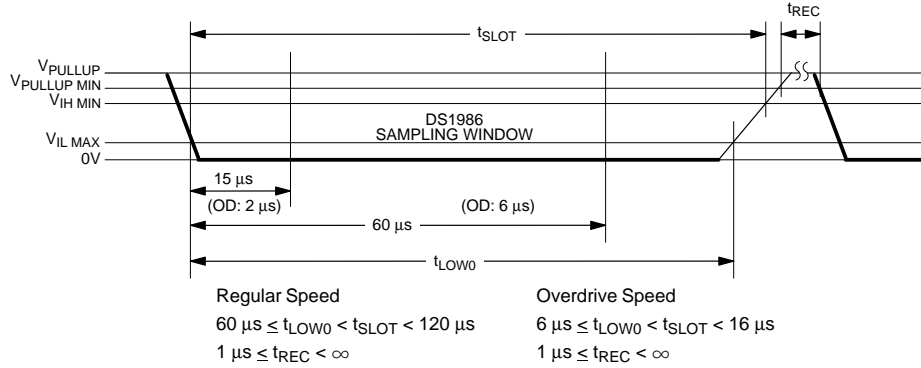 tREC
tSLOT
VPULLUP
VPULLUP MIN
VIH MIN
DS1986
SAMPLING WINDOW
VIL MAX
0V
15 μs
(OD: 2 μs)
(OD: 6 μs)
60 μs
tLOW0
Regular Speed
60 μs ≤ tLOW0 < tSLOT < 120 μs
1 μs ≤ tREC < ∞
Overdrive Speed
6 μs ≤ tLOW0 < tSLOT < 16 μs
1 μs ≤ tREC < ∞